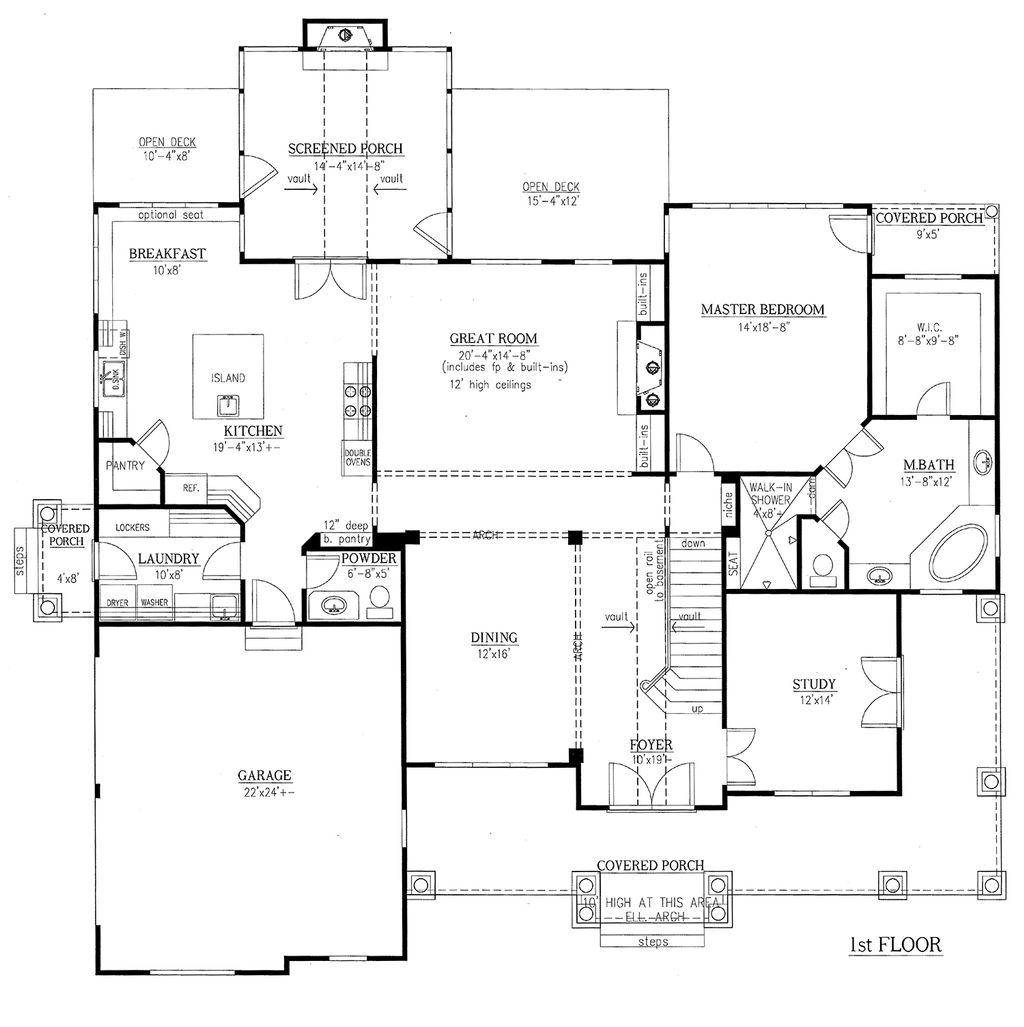 OPEN DECK
10'-4"x8'
SCREENED PORCH
14'-4"x14'-8"
vault
vault
OPEN DECK
15'-4"x12'
optional seat
BREAKFAST
10'x8'
COVERED PORCH
9'x5'
built-ins
MASTER BEDROOM
14'x18'-8"
W.I.C.
8'-8"x9'-8"
GREAT ROOM
20'-4"x14'-8"
(includes fp & built-ins)
12' high ceilings
DISH W.
D.SINK
ISLAND
KITCHEN
19'-4"x13'+-
DOUBLE
OVENS
built-ins
PANTRY
REF.
M.BATH
13'-8"x12'
WALK-IN
SHOWER
4'x8'+
niche
SEAT
COVERED
PORCH
4'x8'
steps
LOCKERS
LAUNDRY
10'x8'
DRYER
WASHER
12" deep
b. pantry
POWDER
6'-8"x5'
ARCH
down
open rail
to basement
DINING
12'x16'
ARCH
vault
vault
up
STUDY
12'x14'
FOYER
10'x19'-
GARAGE
22'x24'+-
COVERED PORCH
10' HIGH AT THIS AREA
ELL. ARCH
steps
1st FLOOR